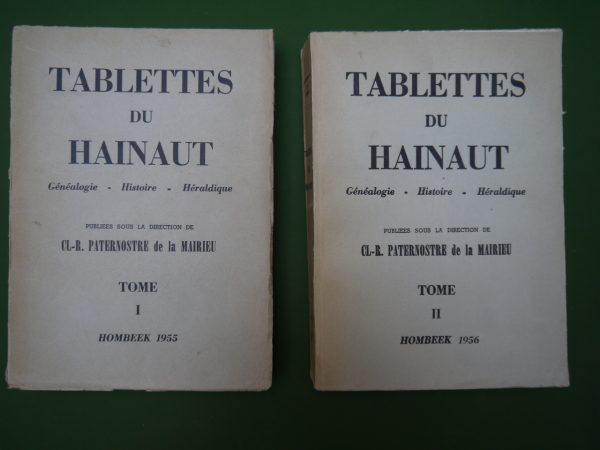 TABLETTES
DU
HAINAUT
Généalogie - Histoire - Héraldique
PUBLIÉES SOUS LA DIRECTION DE
CL-R. PATERNOSTRE de la MAIRIEU
TOME
I
HOMBEEK 1955
TABLETTES
DU
HAINAUT
Généalogie - Histoire - Héraldique
PUBLIÉES SOUS LA DIRECTION DE
CL-R. PATERNOSTRE de la MAIRIEU
TOME
II
HOMBEEK 1956